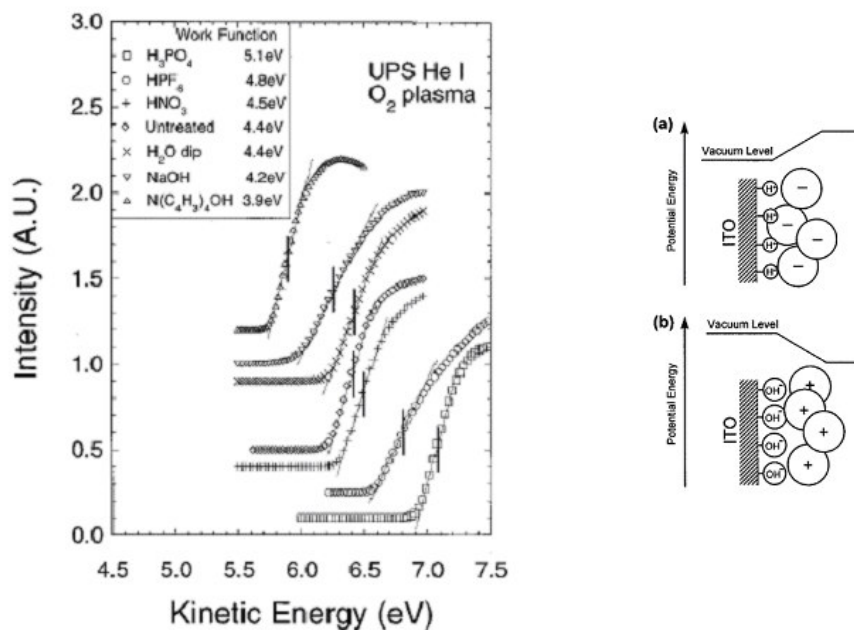 3.0
2.5
2.0
1.5
1.0
0.5
0.0
Intensity (A.U.)
Work Function
H₃PO₄ 5.1eV
HPF₆ 4.8eV
HNO₃ 4.5eV
Untreated 4.4eV
H₂O dip 4.4eV
NaOH 4.2eV
N(C₄H₃)₄OH 3.9eV
UPS He I
O₂ plasma
4.5 5.0 5.5 6.0 6.5 7.0 7.5
Kinetic Energy (eV)
(a)
Vacuum Level
Potential Energy
ITO
H⁺ −
H⁺ −
H⁺ −
H⁺ −
(b)
Vacuum Level
Potential Energy
ITO
OH⁻ +
OH⁻ +
OH⁻ +
OH⁻ +